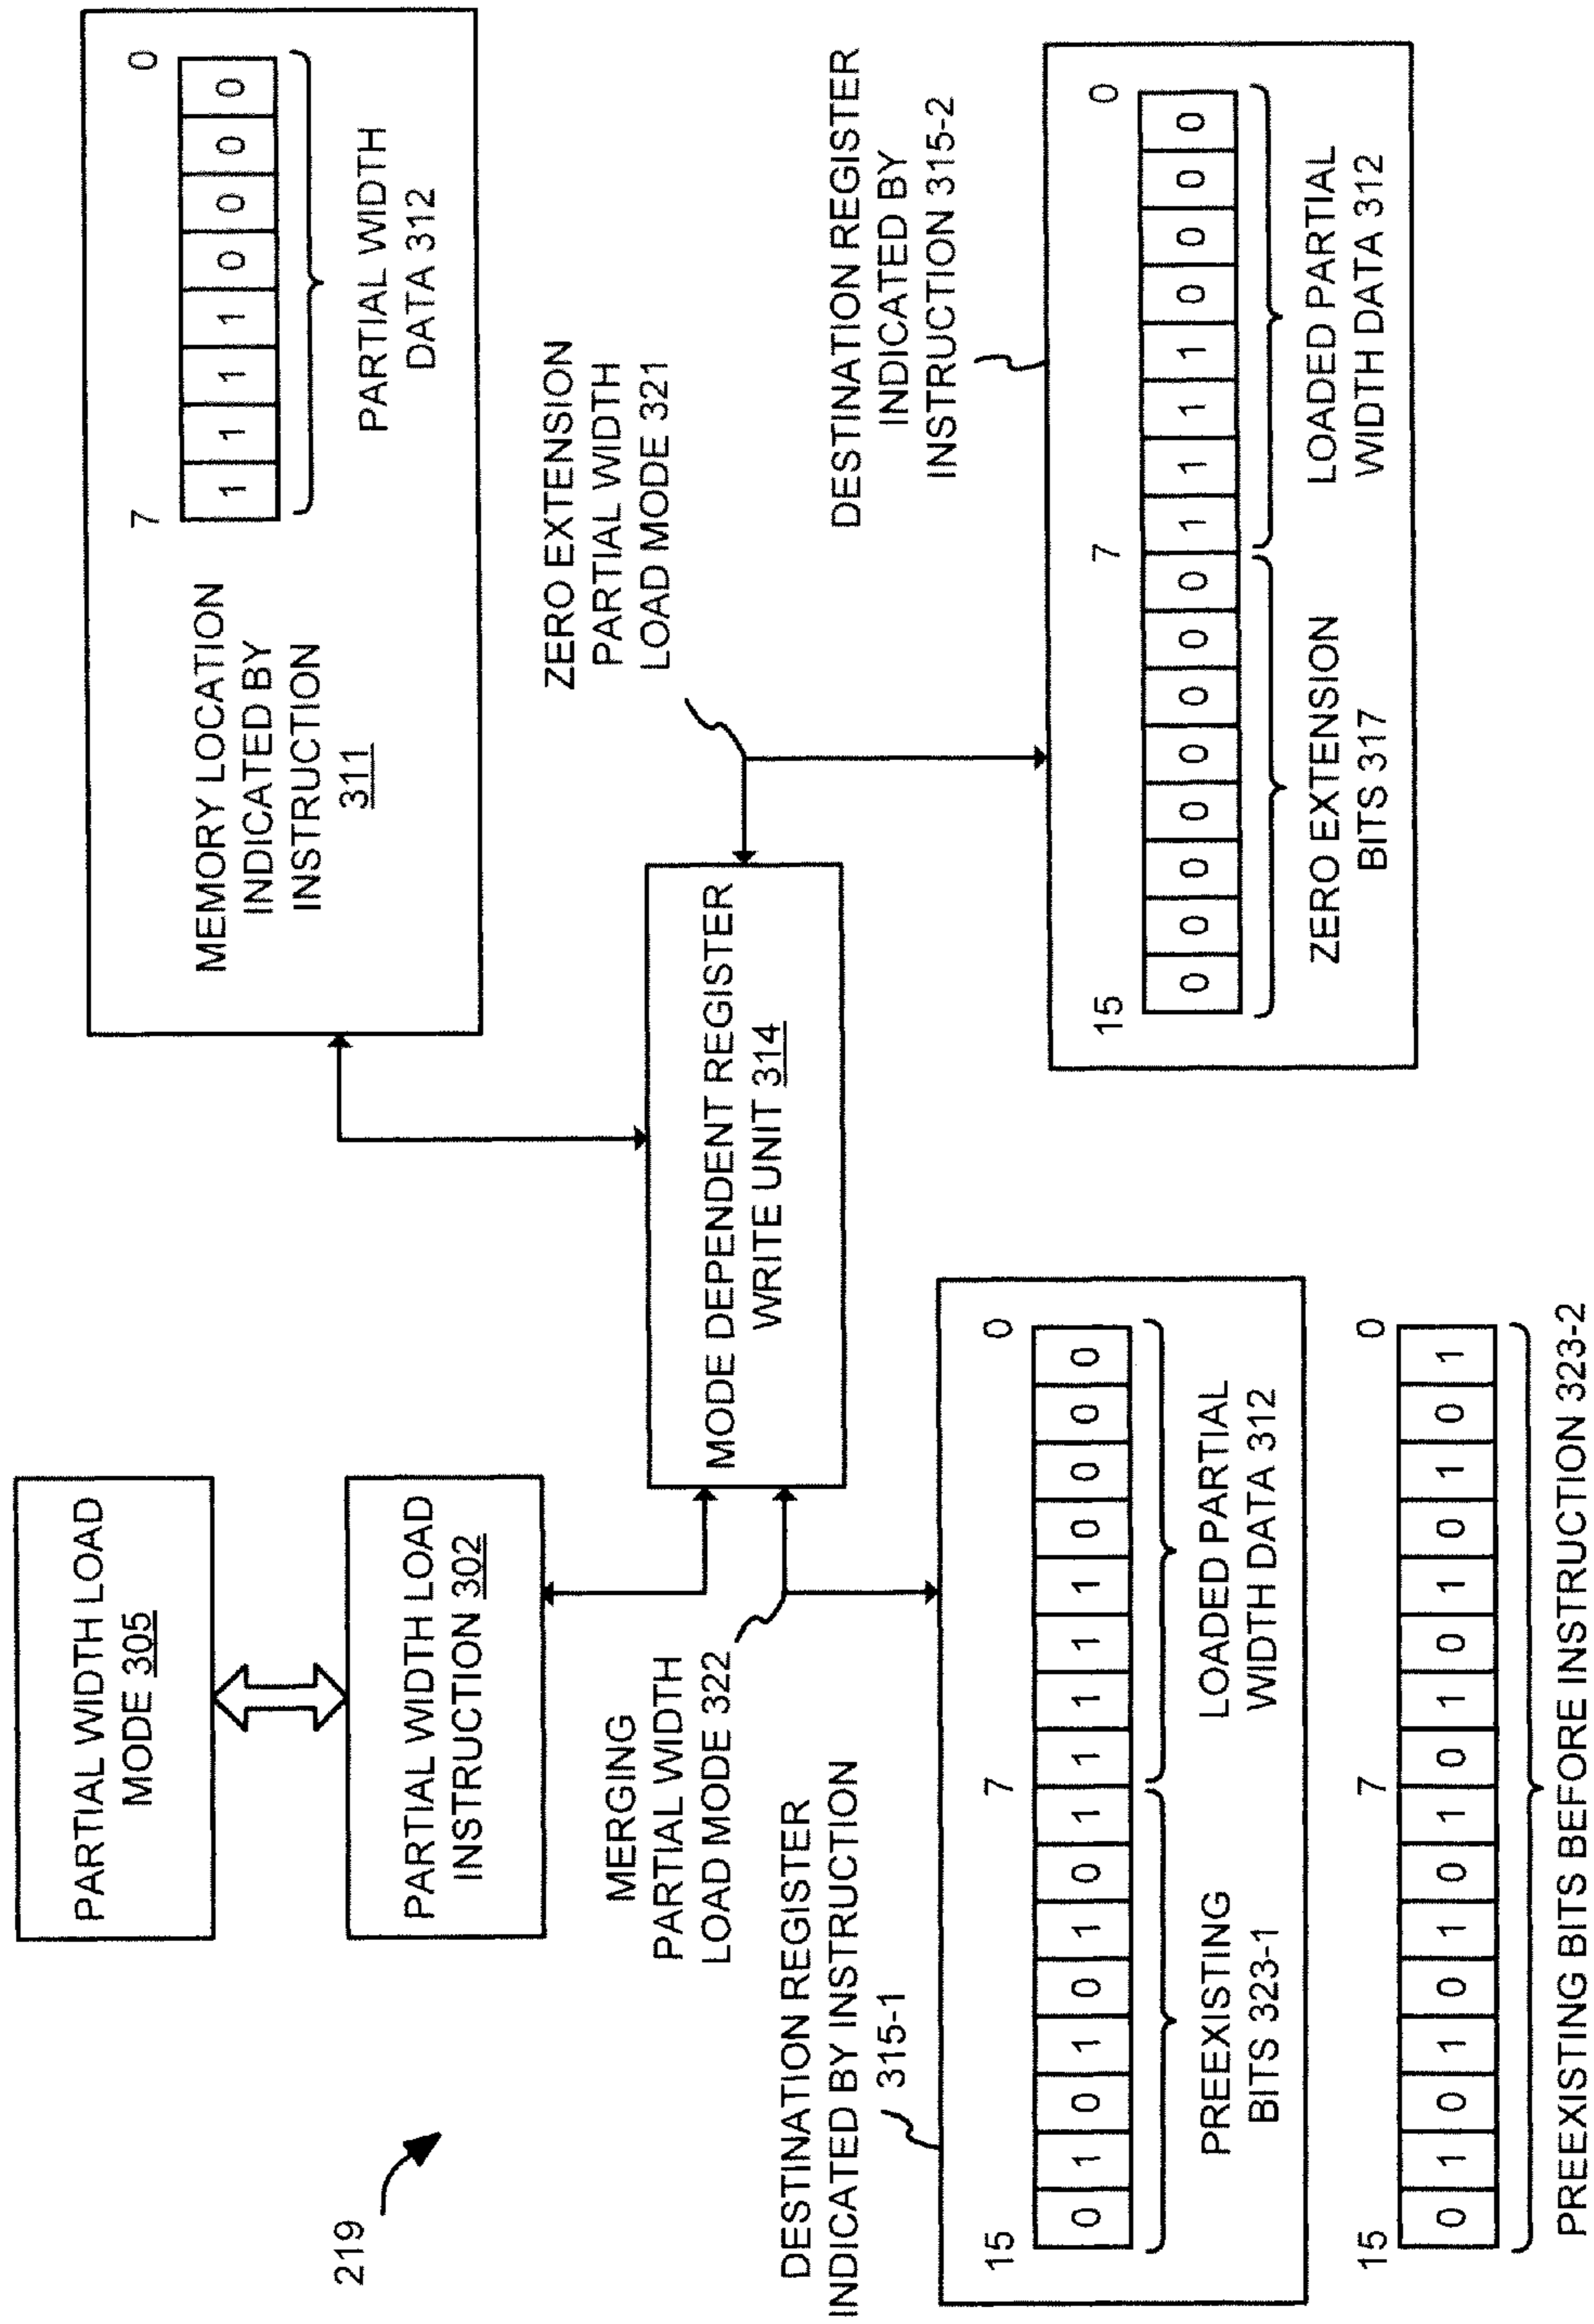 219
PARTIAL WIDTH LOAD
MODE 305
PARTIAL WIDTH LOAD
INSTRUCTION 302
MEMORY LOCATION
INDICATED BY
INSTRUCTION
311
7 0
1 1 1 1 0 0 0 0
PARTIAL WIDTH
DATA 312
MERGING
PARTIAL WIDTH
LOAD MODE 322
MODE DEPENDENT REGISTER
WRITE UNIT 314
ZERO EXTENSION
PARTIAL WIDTH
LOAD MODE 321
DESTINATION REGISTER
INDICATED BY INSTRUCTION
315-1
15 7 0
0 1 0 1 0 1 0 1 1 1 1 1 0 0 0 0
PREEXISTING
BITS 323-1
LOADED PARTIAL
WIDTH DATA 312
15 7 0
0 1 0 1 0 1 0 1 0 1 0 1 0 1 0 1
PREEXISTING BITS BEFORE INSTRUCTION 323-2
DESTINATION REGISTER
INDICATED BY
INSTRUCTION 315-2
15 7 0
0 0 0 0 0 0 0 0 1 1 1 1 0 0 0 0
ZERO EXTENSION
BITS 317
LOADED PARTIAL
WIDTH DATA 312